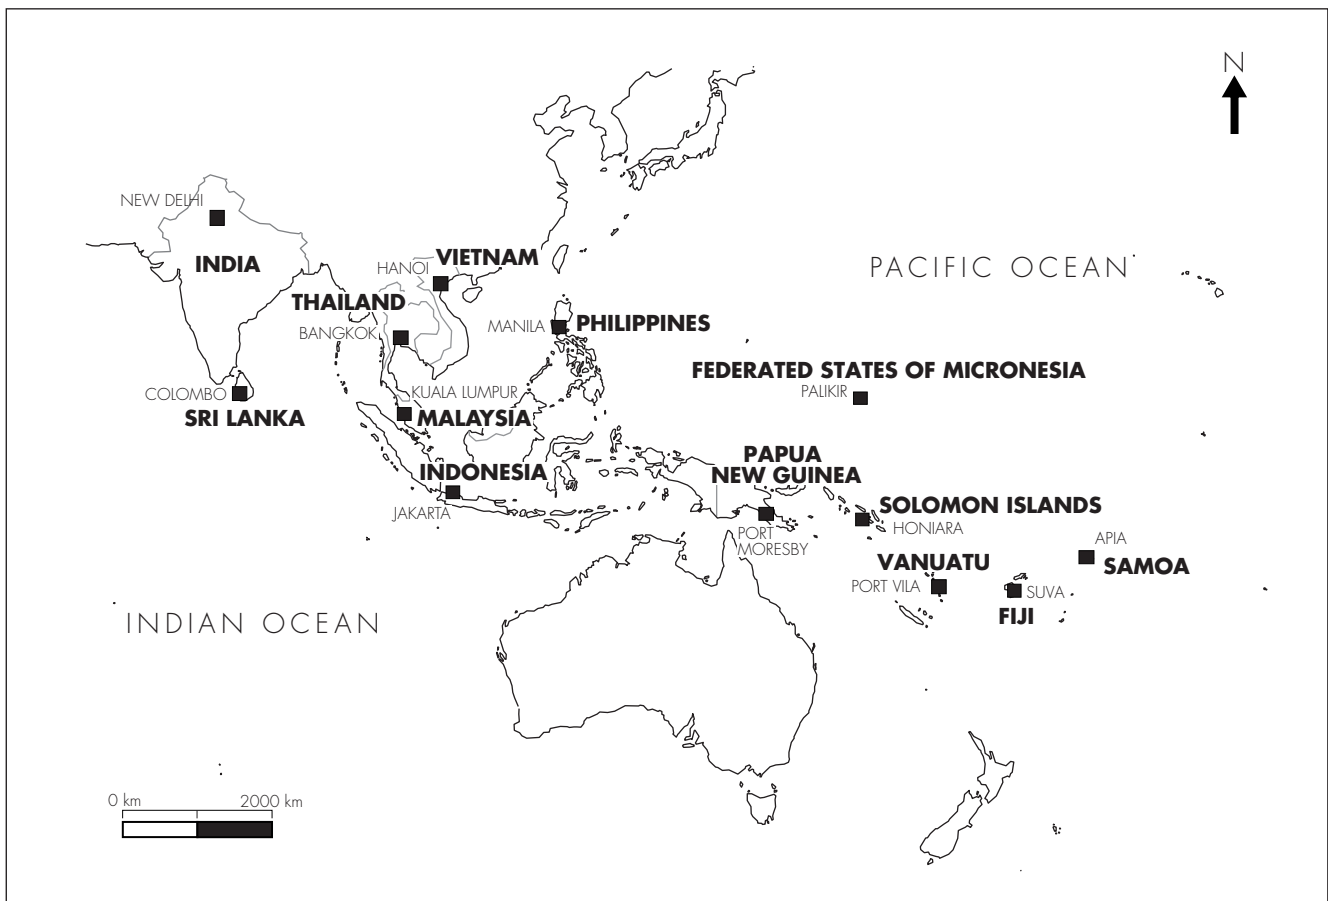 N
NEW DELHI
INDIA
HANOI
VIETNAM
PACIFIC OCEAN
THAILAND
BANGKOK
MANILA
PHILIPPINES
FEDERATED STATES OF MICRONESIA
PALIKIR
COLOMBO
SRI LANKA
KUALA LUMPUR
MALAYSIA
INDONESIA
JAKARTA
PAPUA
NEW GUINEA
PORT
MORESBY
SOLOMON ISLANDS
HONIARA
APIA
SAMOA
VANUATU
PORT VILA
SUVA
FIJI
INDIAN OCEAN
0 km
2000 km